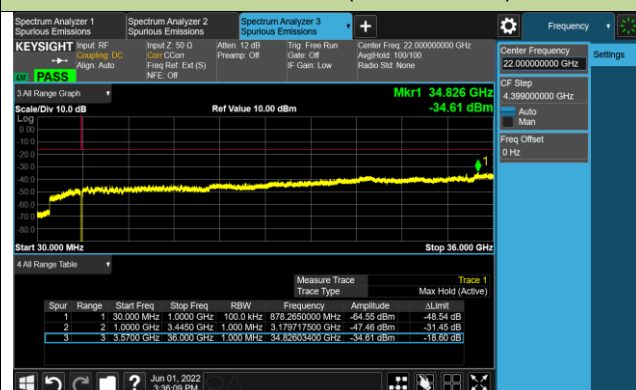 Spectrum Analyzer 1
Spurious Emissions
Spectrum Analyzer 2
Spurious Emissions
Spectrum Analyzer 3
Spurious Emissions
Frequency
KEYSIGHT
Input: RF
Coupling: DC
Align: Auto
Input Z: 50 Ω
Corr CCorr
Freq Ref: Ext (S)
NFE: Off
Atten: 12 dB
Preamp: Off
Trig: Free Run
Gate: Off
IF Gain: Low
Center Freq: 22.000000000 GHz
Avg|Hold: 100/100
Radio Std: None
PASS
Center Frequency
22.00000000 GHz
Settings
CF Step
4.399000000 GHz
Auto
Man
Freq Offset
0 Hz
3 All Range Graph
Mkr1 34.826 GHz
-34.61 dBm
Scale/Div 10.0 dB
Ref Value 10.00 dBm
Log
0.00
-10.0
-20.0
-30.0
-40.0
-50.0
-60.0
-70.0
-80.0
1
Start 30.000 MHz
Stop 36.000 GHz
4 All Range Table
Measure Trace Trace 1
Trace Type Max Hold (Active)
Spur Range Start Freq Stop Freq RBW Frequency Amplitude ΔLimit
1 1 30.000 MHz 1.0000 GHz 100.0 kHz 878.2650000 MHz -64.55 dBm -48.54 dB
2 2 1.0000 GHz 3.4450 GHz 1.000 MHz 3.179717500 GHz -47.46 dBm -31.45 dB
3 3 3.5700 GHz 36.000 GHz 1.000 MHz 34.82603400 GHz -34.61 dBm -18.60 dB
Jun 01, 2022
3:36:09 PM